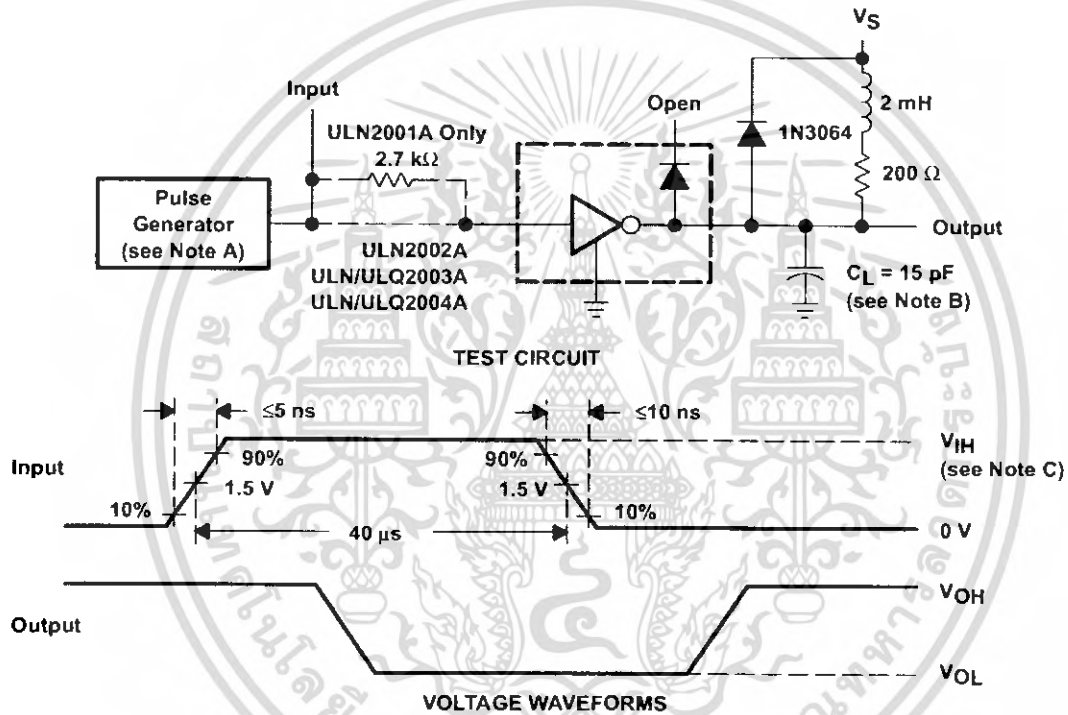 VS
Input
Open
2 mH
ULN2001A Only
1N3064
2.7 kΩ
200 Ω
Pulse
Generator
(see Note A)
Output
ULN2002A
ULN/ULQ2003A
ULN/ULQ2004A
CL = 15 pF
(see Note B)
TEST CIRCUIT
≤5 ns
≤10 ns
Input
90%
90%
VIH
(see Note C)
1.5 V
1.5 V
10%
10%
40 μs
0 V
Output
VOH
VOL
VOLTAGE WAVEFORMS